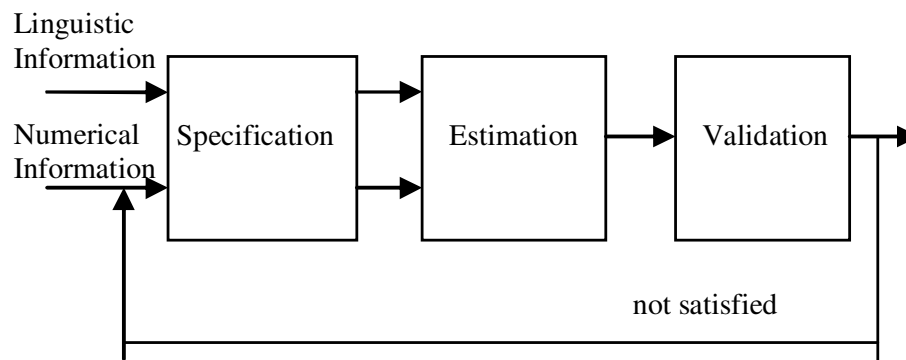 Linguistic
Information
Numerical
Information
Specification
Estimation
Validation
not satisfied